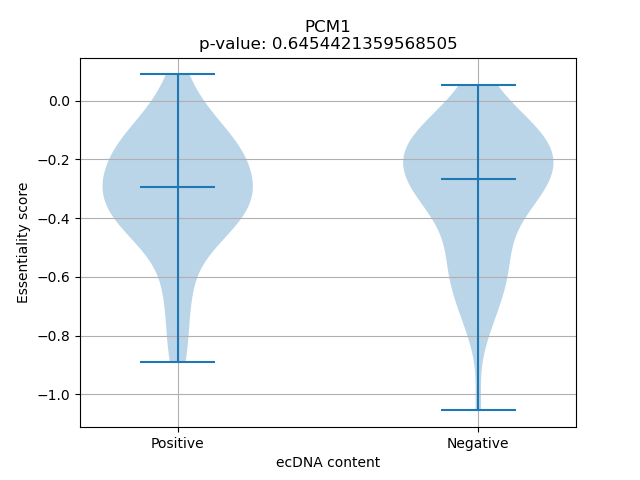 PCM1
p-value: 0.6454421359568505
Essentiality score
0.0
−0.2
−0.4
−0.6
−0.8
−1.0
Positive
Negative
ecDNA content